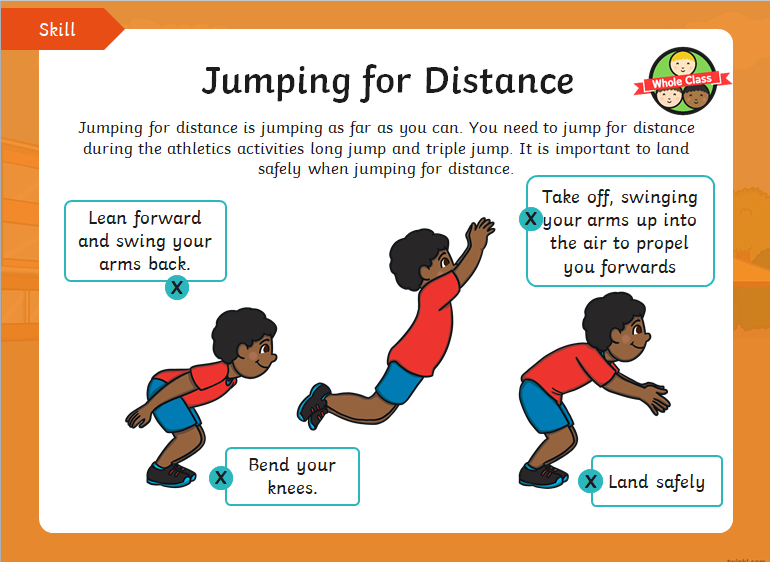 Skill
Jumping for Distance
Whole Class
Jumping for distance is jumping as far as you can. You need to jump for distance
during the athletics activities long jump and triple jump. It is important to land
safely when jumping for distance.
Lean forward
and swing your
arms back.
X
Take off, swinging
X your arms up into
the air to propel
you forwards
Bend your
X knees.
X Land safely